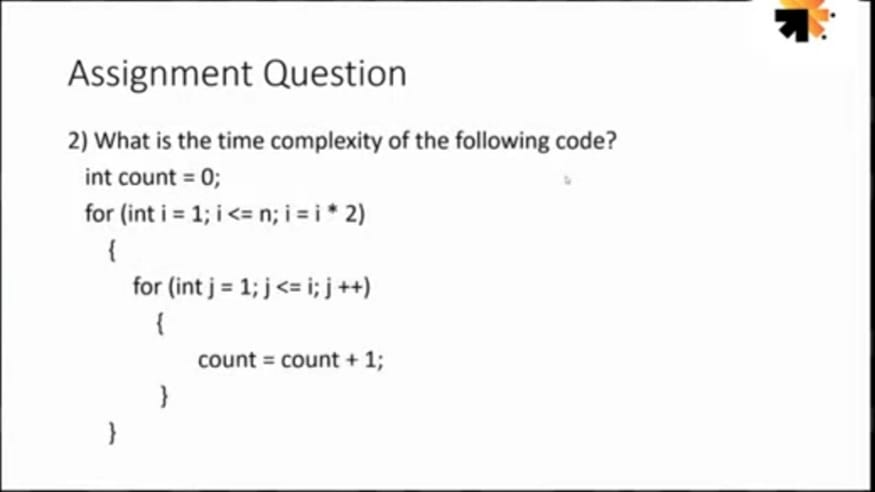 Assignment Question
2) What is the time complexity of the following code?
int count = 0;
for (int i = 1; i <= n; i = i * 2)
{
for (int j = 1; j <= i; j ++)
{
count = count + 1;
}
}